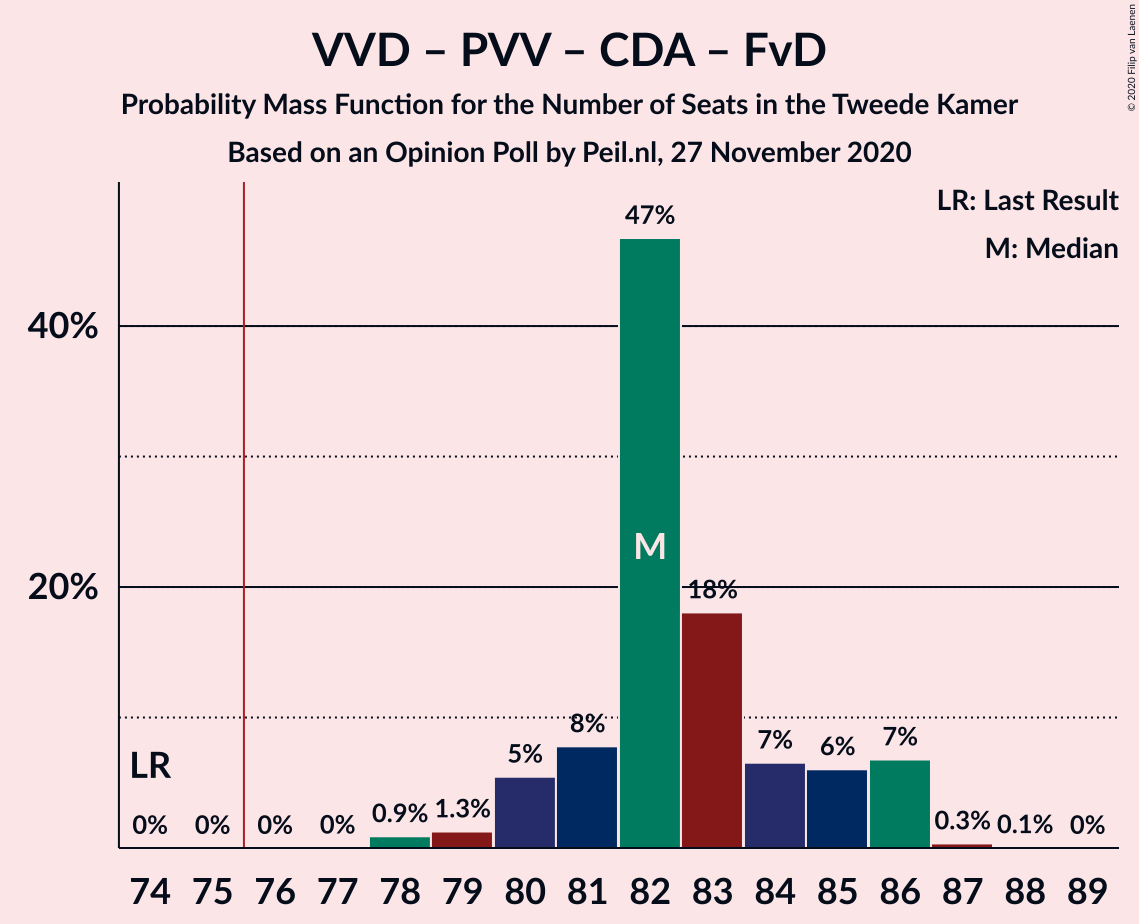 VVD – PVV – CDA – FvD
Probability Mass Function for the Number of Seats in the Tweede Kamer
Based on an Opinion Poll by Peil.nl, 27 November 2020
© 2020 Filip van Laenen
LR: Last Result
M: Median
40%
20%
47%
M
18%
8%
7%
6%
7%
5%
LR
0%
0%
0%
0%
0.9%
1.3%
0.3%
0.1%
0%
74 75 76 77 78 79 80 81 82 83 84 85 86 87 88 89